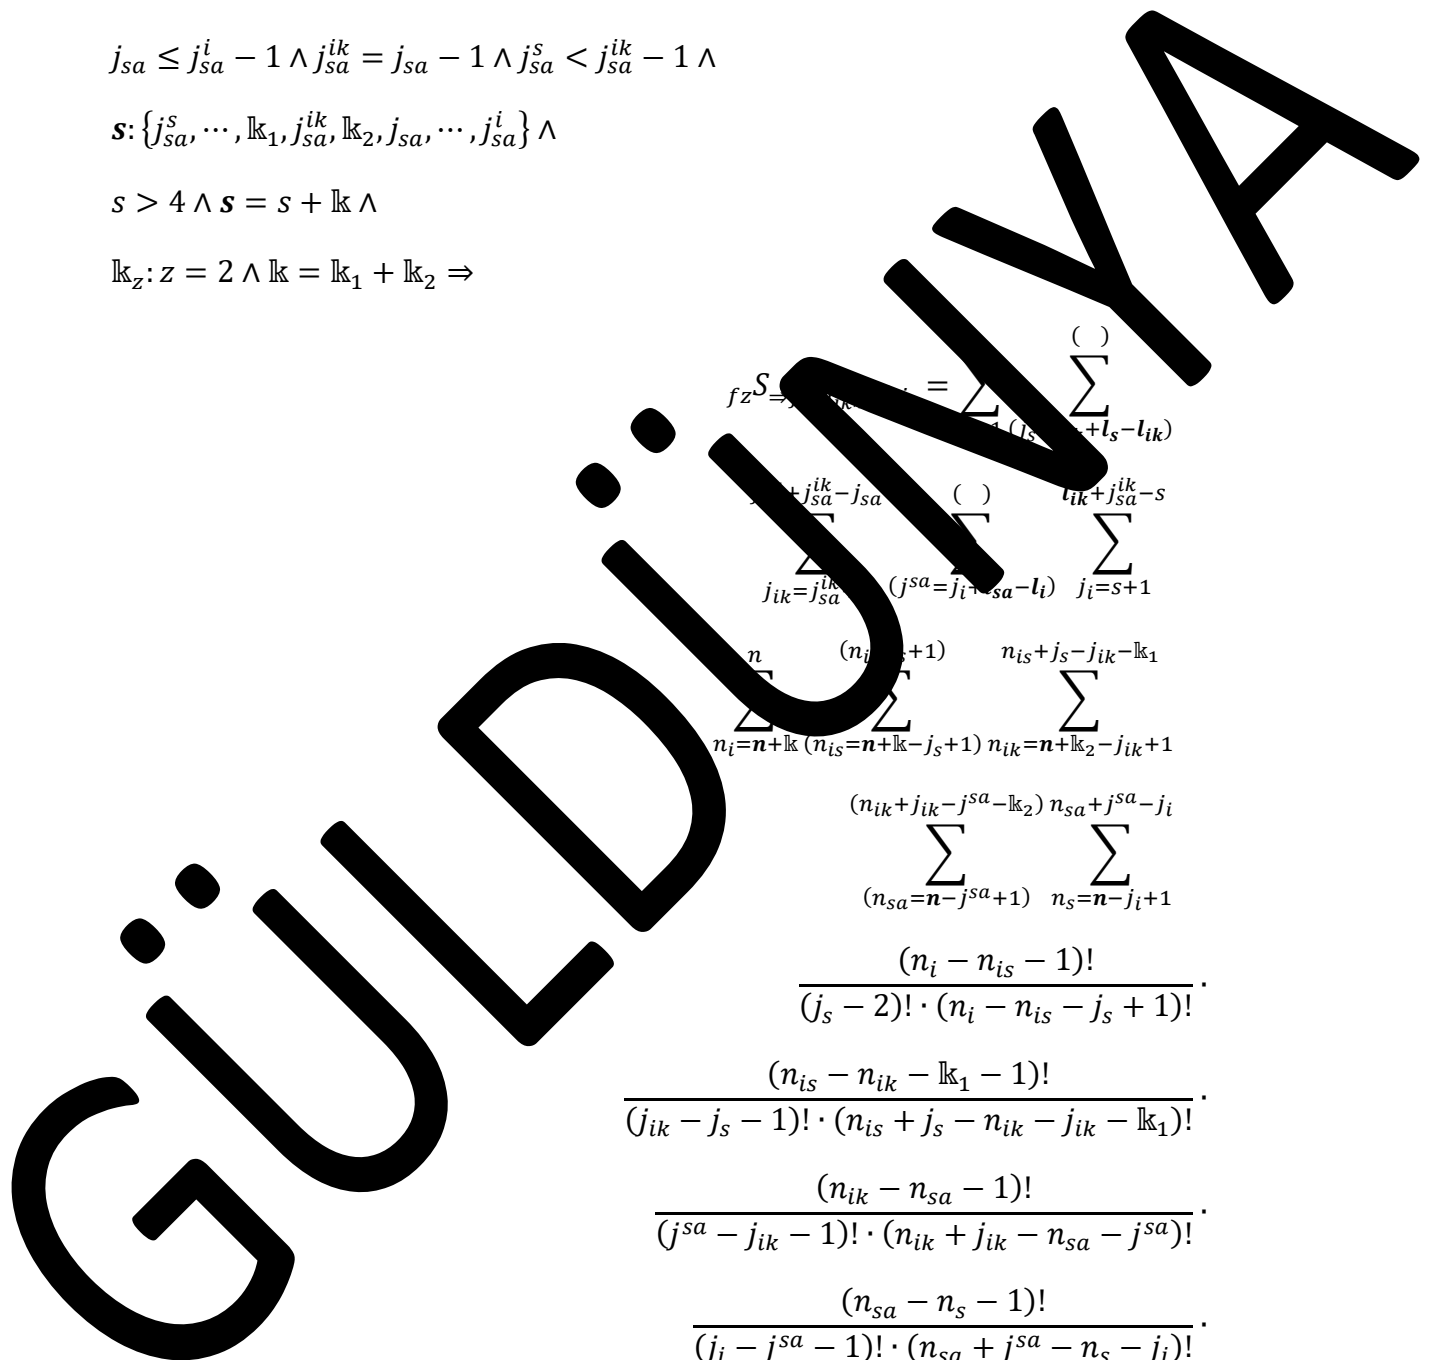 j_{sa} ≤ j_{sa}^{i} − 1 ∧ j_{sa}^{ik} = j_{sa} − 1 ∧ j_{sa}^{s} < j_{sa}^{ik} − 1 ∧
s: {j_{sa}^{s}, ⋯, 𝕜_1, j_{sa}^{ik}, 𝕜_2, j_{sa}, ⋯, j_{sa}^{i}} ∧
s > 4 ∧ s = s + 𝕜 ∧
𝕜_z: z = 2 ∧ 𝕜 = 𝕜_1 + 𝕜_2 ⇒
( )
_{fz}S = ∑ ∑
+l_s−l_{ik})
+j_{sa}^{ik}−j_{sa} ( ) l_{ik}+j_{sa}^{ik}−s
∑ ∑ ∑
j_{ik}=j_{sa}^{ik} (j^{sa}=j_i+l_{sa}−l_i) j_i=s+1
n +1) n_{is}+j_s−j_{ik}−𝕜_1
∑ ∑ ∑
n_i=n+𝕜 (n_{is}=n+𝕜−j_s+1) n_{ik}=n+𝕜_2−j_{ik}+1
(n_{ik}+j_{ik}−j^{sa}−𝕜_2) n_{sa}+j^{sa}−j_i
∑ ∑
(n_{sa}=n−j^{sa}+1) n_s=n−j_i+1
(n_i − n_{is} − 1)!
(j_s − 2)! · (n_i − n_{is} − j_s + 1)! ·
(n_{is} − n_{ik} − 𝕜_1 − 1)!
(j_{ik} − j_s − 1)! · (n_{is} + j_s − n_{ik} − j_{ik} − 𝕜_1)! ·
(n_{ik} − n_{sa} − 1)!
(j^{sa} − j_{ik} − 1)! · (n_{ik} + j_{ik} − n_{sa} − j^{sa})! ·
(n_{sa} − n_s − 1)!
(j_i − j^{sa} − 1)! · (n_{sa} + j^{sa} − n_s − j_i)! ·
GÜLDÜNYA